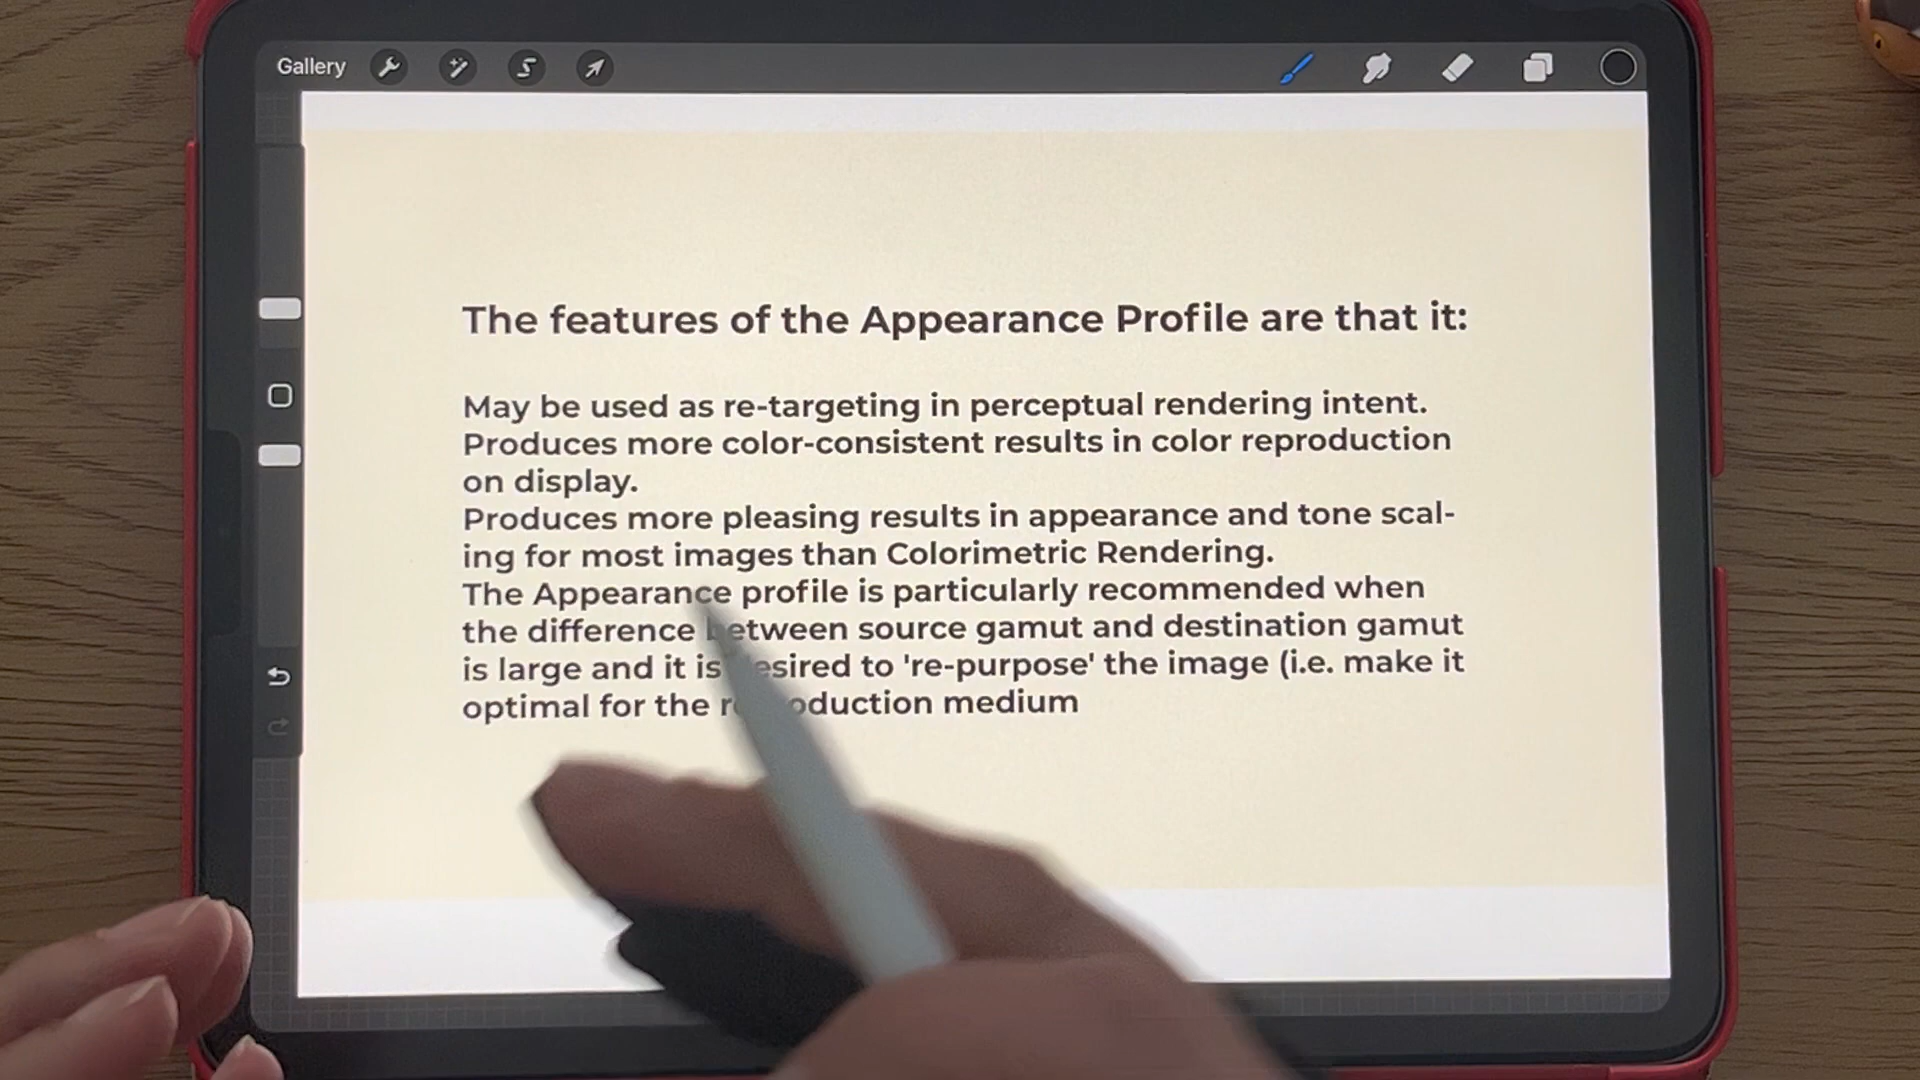 Gallery
The features of the Appearance Profile are that it:
May be used as re-targeting in perceptual rendering intent.
Produces more color-consistent results in color reproduction
on display.
Produces more pleasing results in appearance and tone scal-
ing for most images than Colorimetric Rendering.
The Appearance profile is particularly recommended when
the difference between source gamut and destination gamut
is large and it is desired to 're-purpose' the image (i.e. make it
optimal for the reproduction medium